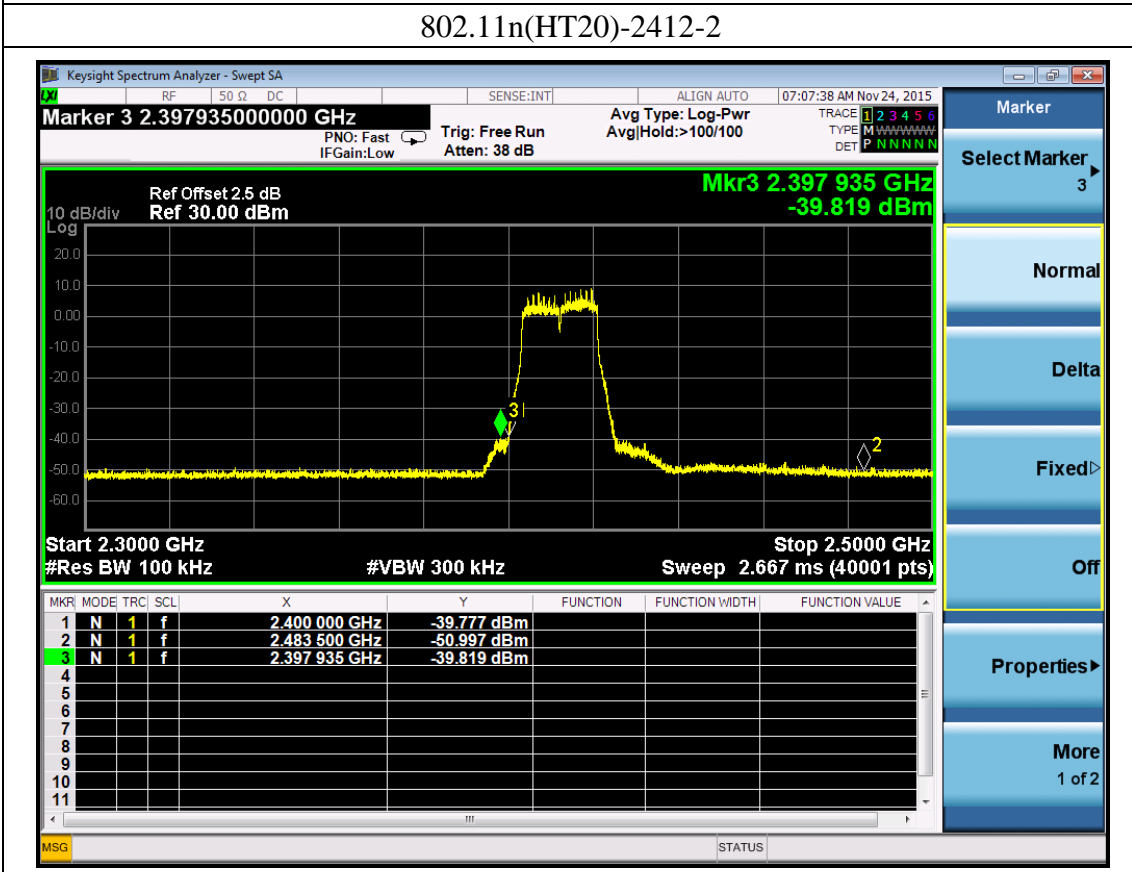 802.11n(HT20)-2412-2
Keysight Spectrum Analyzer - Swept SA
LXI RF 50 Ω DC SENSE:INT ALIGN AUTO 07:07:38 AM Nov 24, 2015
Marker 3 2.397935000000 GHz
PNO: Fast
IFGain:Low
Trig: Free Run
Atten: 38 dB
Avg Type: Log-Pwr
Avg|Hold:>100/100
TRACE 1 2 3 4 5 6
TYPE M WWWWW
DET P N N N N N
Mkr3 2.397 935 GHz
-39.819 dBm
Ref Offset 2.5 dB
10 dB/div Ref 30.00 dBm
Log
20.0
10.0
0.00
-10.0
-20.0
-30.0
-40.0
-50.0
-60.0
3
2
Start 2.3000 GHz Stop 2.5000 GHz
#Res BW 100 kHz #VBW 300 kHz Sweep 2.667 ms (40001 pts)
MKR MODE TRC SCL X Y FUNCTION FUNCTION WIDTH FUNCTION VALUE
1 N 1 f 2.400 000 GHz -39.777 dBm
2 N 1 f 2.483 500 GHz -50.997 dBm
3 N 1 f 2.397 935 GHz -39.819 dBm
4
5
6
7
8
9
10
11
MSG STATUS
Marker
Select Marker
3
Normal
Delta
Fixed
Off
Properties
More
1 of 2